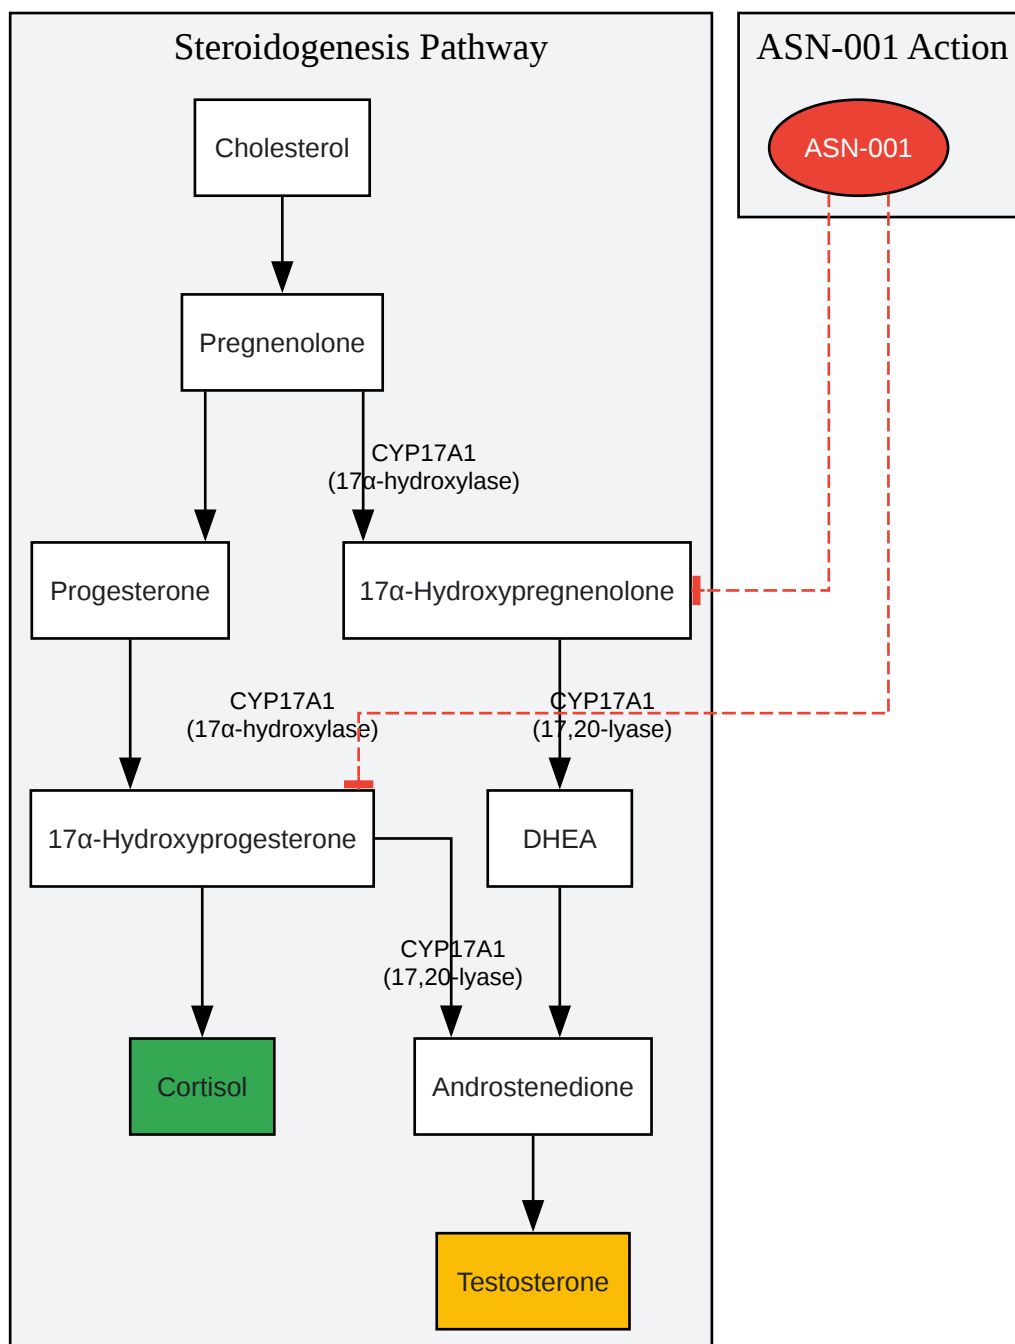 Steroidogenesis Pathway
ASN-001 Action
Cholesterol
ASN-001
Pregnenolone
CYP17A1
(17α-hydroxylase)
Progesterone
17α-Hydroxypregnenolone
CYP17A1
(17α-hydroxylase)
CYP17A1
(17,20-lyase)
17α-Hydroxyprogesterone
DHEA
CYP17A1
(17,20-lyase)
Cortisol
Androstenedione
Testosterone